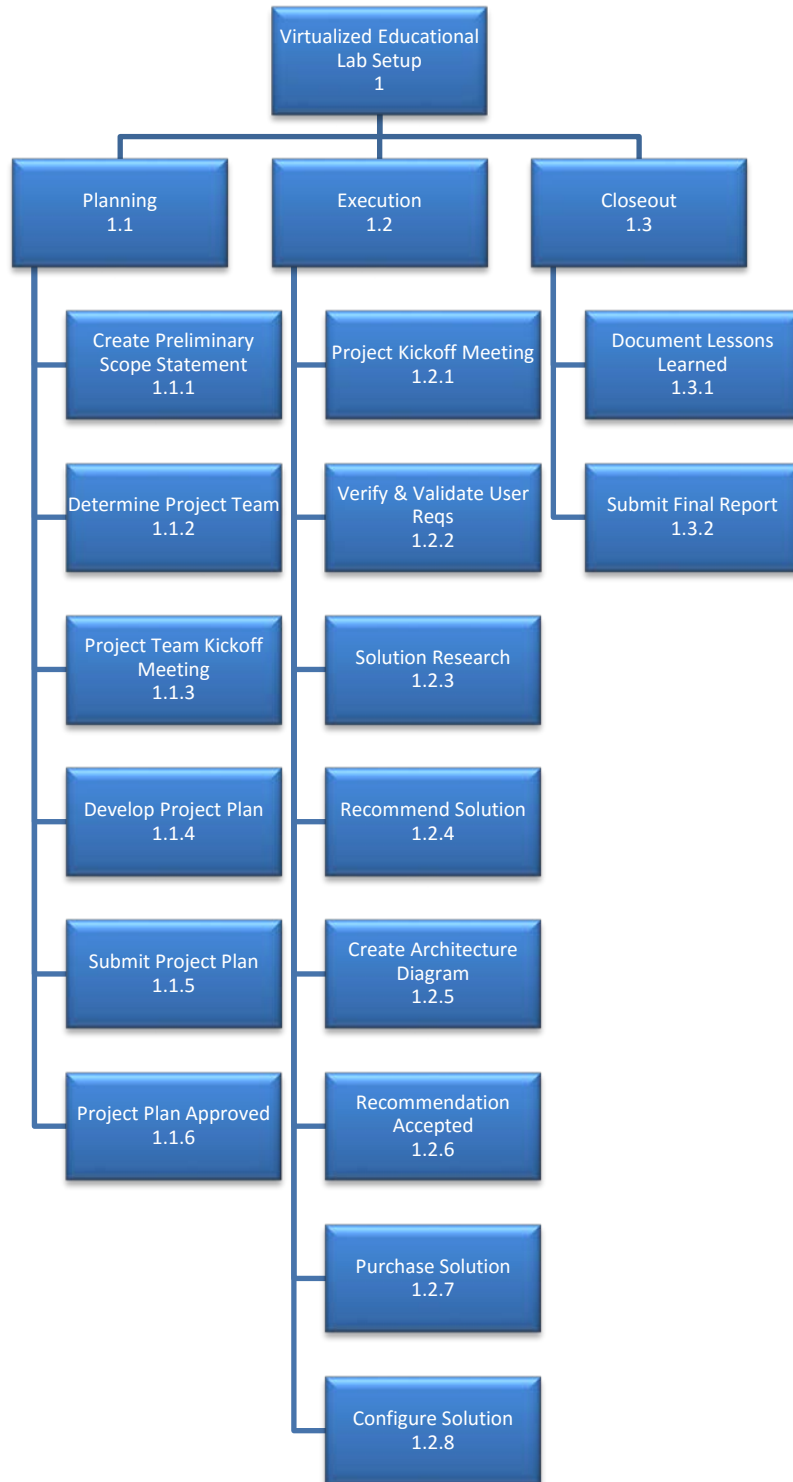 Virtualized Educational
Lab Setup
1
Planning
1.1
Execution
1.2
Closeout
1.3
Create Preliminary
Scope Statement
1.1.1
Project Kickoff Meeting
1.2.1
Document Lessons
Learned
1.3.1
Determine Project Team
1.1.2
Verify & Validate User
Reqs
1.2.2
Submit Final Report
1.3.2
Project Team Kickoff
Meeting
1.1.3
Solution Research
1.2.3
Develop Project Plan
1.1.4
Recommend Solution
1.2.4
Submit Project Plan
1.1.5
Create Architecture
Diagram
1.2.5
Project Plan Approved
1.1.6
Recommendation
Accepted
1.2.6
Purchase Solution
1.2.7
Configure Solution
1.2.8